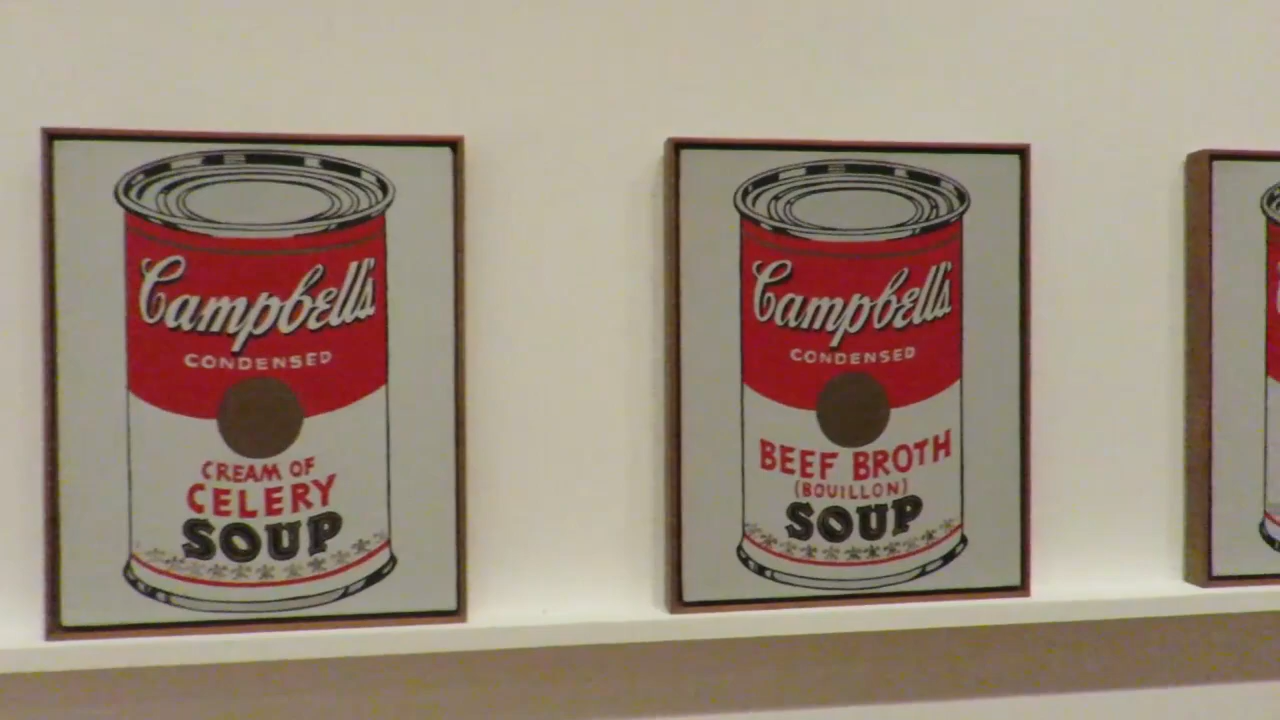 Campbell's
CONDENSED
CREAM OF
CELERY
SOUP
Campbell's
CONDENSED
BEEF BROTH
(BOUILLON)
SOUP